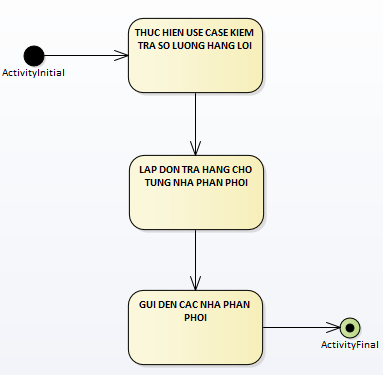 THUC HIEN USE CASE KIEM
TRA SO LUONG HANG LOI
ActivityInitial
LAP DON TRA HANG CHO
TUNG NHA PHAN PHOI
GUI DEN CAC NHA PHAN
PHOI
ActivityFinal